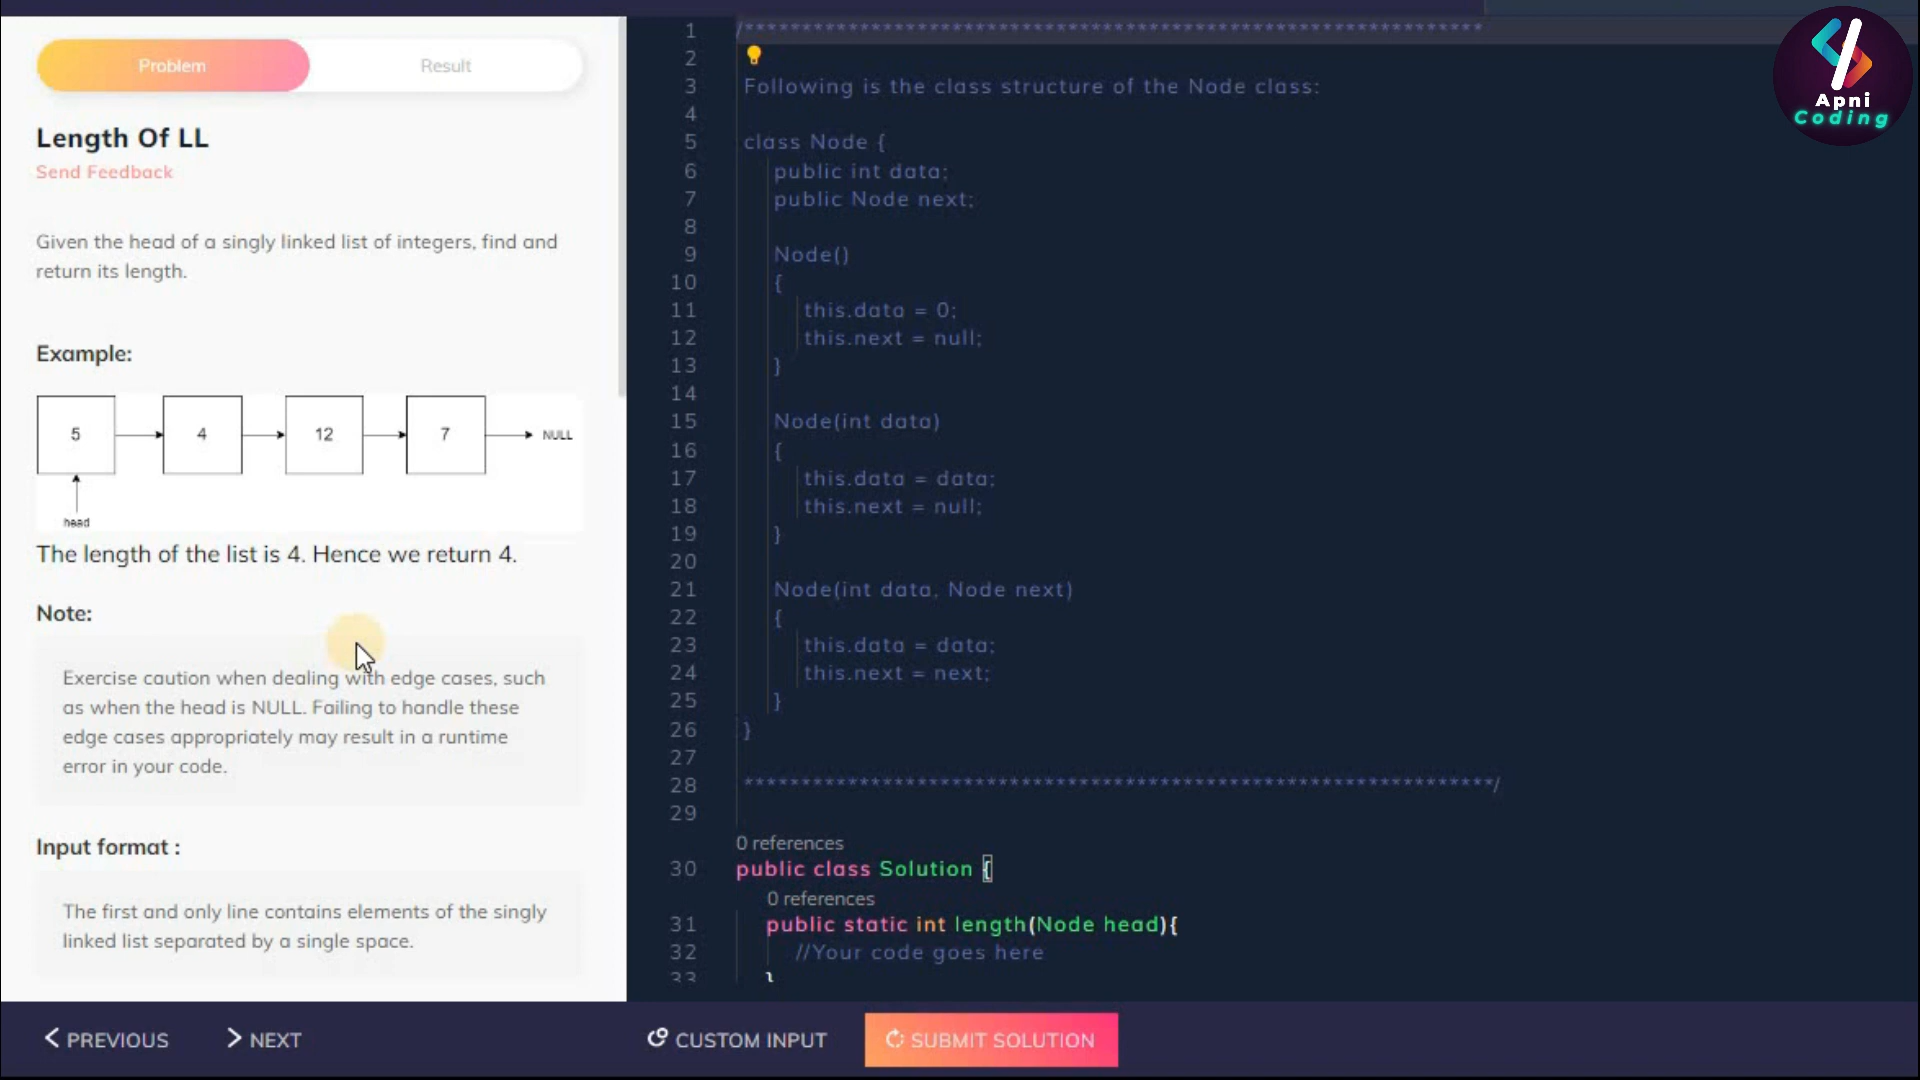 Problem
Result
Length Of LL
Send Feedback
Given the head of a singly linked list of integers, find and
return its length.
Example:
5
4
12
7
NULL
head
The length of the list is 4. Hence we return 4.
Note:
Exercise caution when dealing with edge cases, such
as when the head is NULL. Failing to handle these
edge cases appropriately may result in a runtime
error in your code.
Input format :
The first and only line contains elements of the singly
linked list separated by a single space.
1 /*****************************************************************
2
3 Following is the class structure of the Node class:
4
5 class Node {
6 public int data;
7 public Node next;
8
9 Node()
10 {
11 this.data = 0;
12 this.next = null;
13 }
14
15 Node(int data)
16 {
17 this.data = data;
18 this.next = null;
19 }
20
21 Node(int data, Node next)
22 {
23 this.data = data;
24 this.next = next;
25 }
26 }
27
28 *****************************************************************/
29
0 references
30 public class Solution {
0 references
31 public static int length(Node head){
32 //Your code goes here
33 }
Apni
Coding
PREVIOUS
NEXT
CUSTOM INPUT
SUBMIT SOLUTION